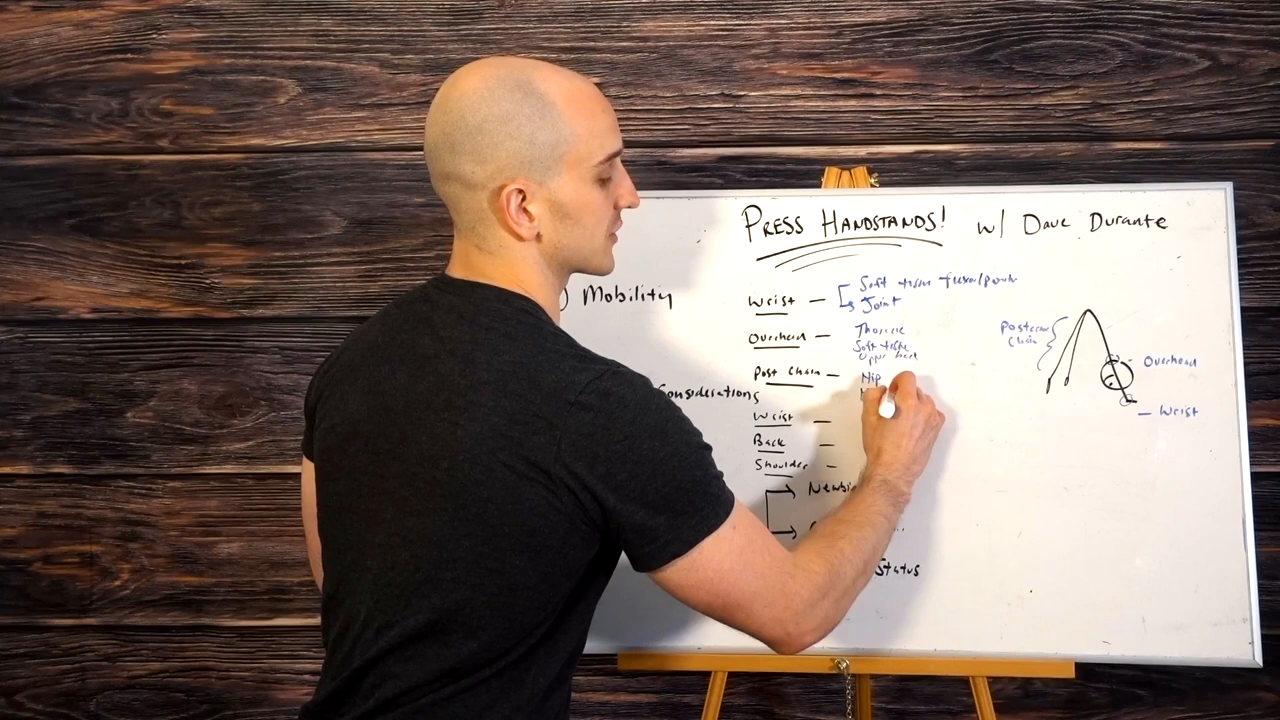 PRESS HANDSTANDS! w/ Dave Durante
) Mobility
Wrist — Soft tissue
Joint
Overhead — Thoracic
Soft tissue
Upper back
Post Chain — Hip
H
Considerations
Wrist —
Back —
Shoulder —
Newbie
Status
Posterior
Chain
Overhead
— Wrist